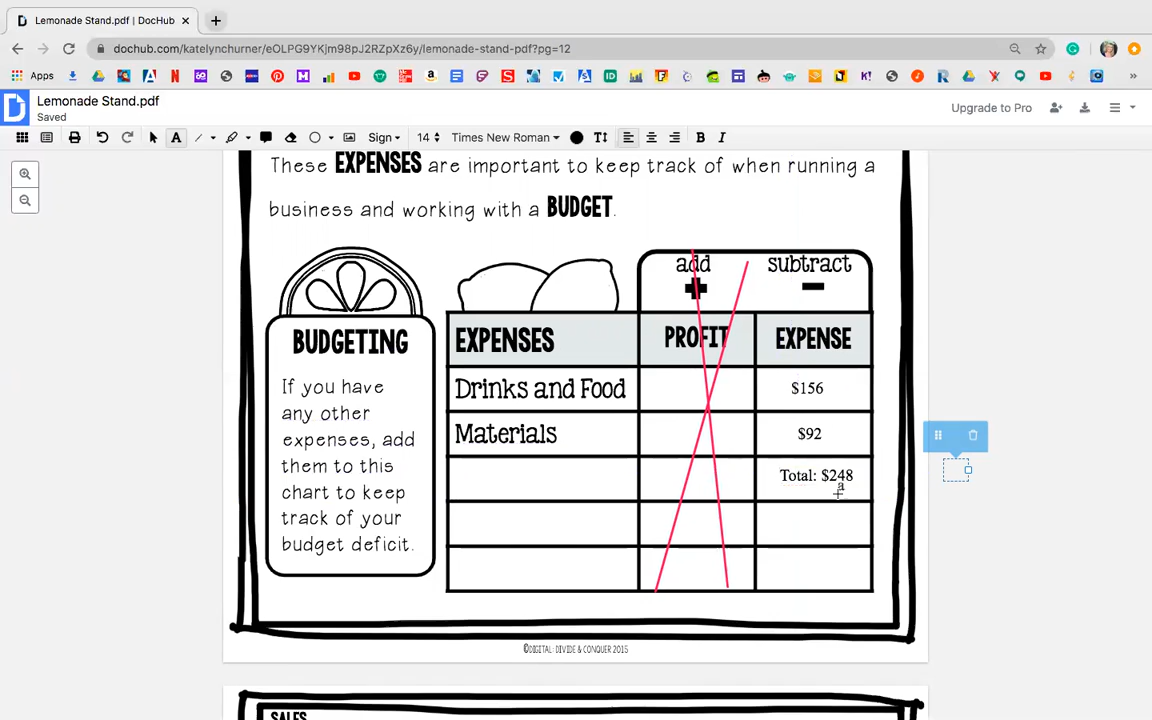 Lemonade Stand.pdf | DocHub
dochub.com/katelynchurner/eOLPG9YKjm98pJ2RZpXz6y/lemonade-stand-pdf?pg=12
Apps
Lemonade Stand.pdf
Saved
Upgrade to Pro
Sign
14
Times New Roman
B
I
These EXPENSES are important to keep track of when running a
business and working with a BUDGET.
add
subtract
+
-
BUDGETING
If you have
any other
expenses, add
them to this
chart to keep
track of your
budget deficit.
EXPENSES
PROFIT
EXPENSE
Drinks and Food
$156
Materials
$92
Total: $248
©DIGITAL: DIVIDE & CONQUER 2015
SALES